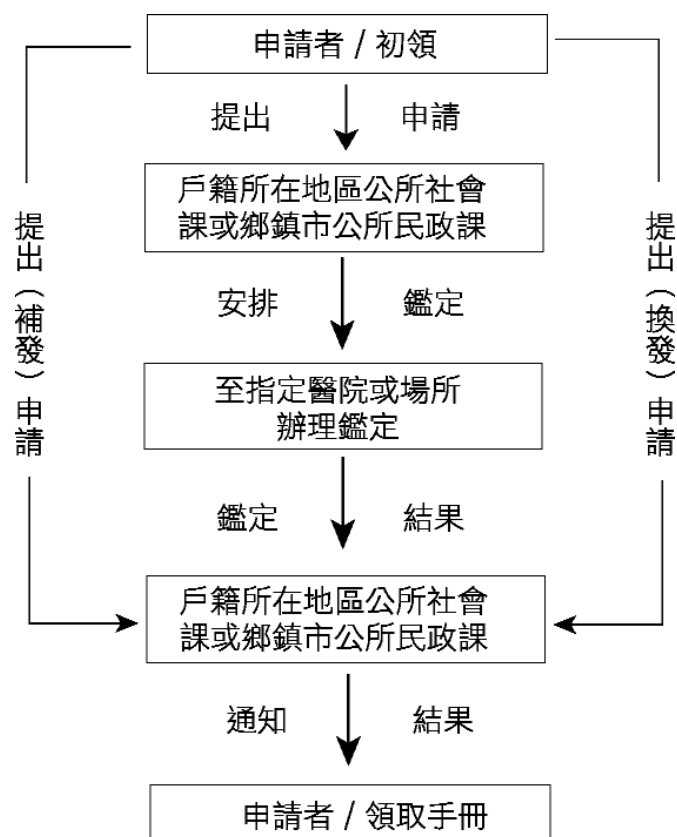 申請者 / 初領
提出 申請
戶籍所在地區公所社會
課或鄉鎮市公所民政課
安排 鑑定
至指定醫院或場所
辦理鑑定
鑑定 結果
戶籍所在地區公所社會
課或鄉鎮市公所民政課
通知 結果
申請者 / 領取手冊
提出（補發）申請
提出（換發）申請